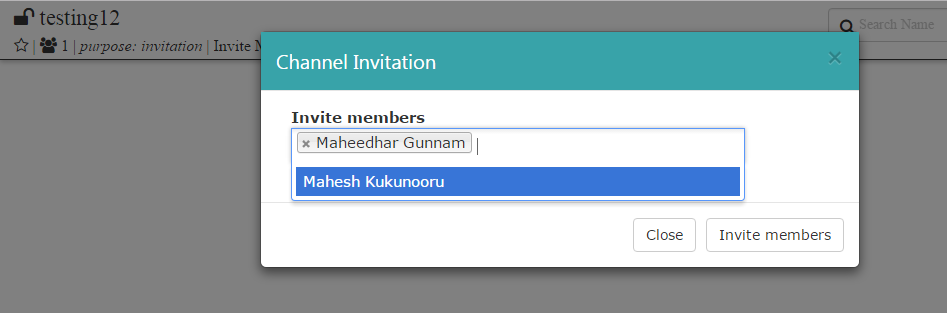 testing12
Search Name
| 1 | purpose: invitation | Invite M
Channel Invitation ×
Invite members
× Maheedhar Gunnam
Mahesh Kukunooru
Close Invite members